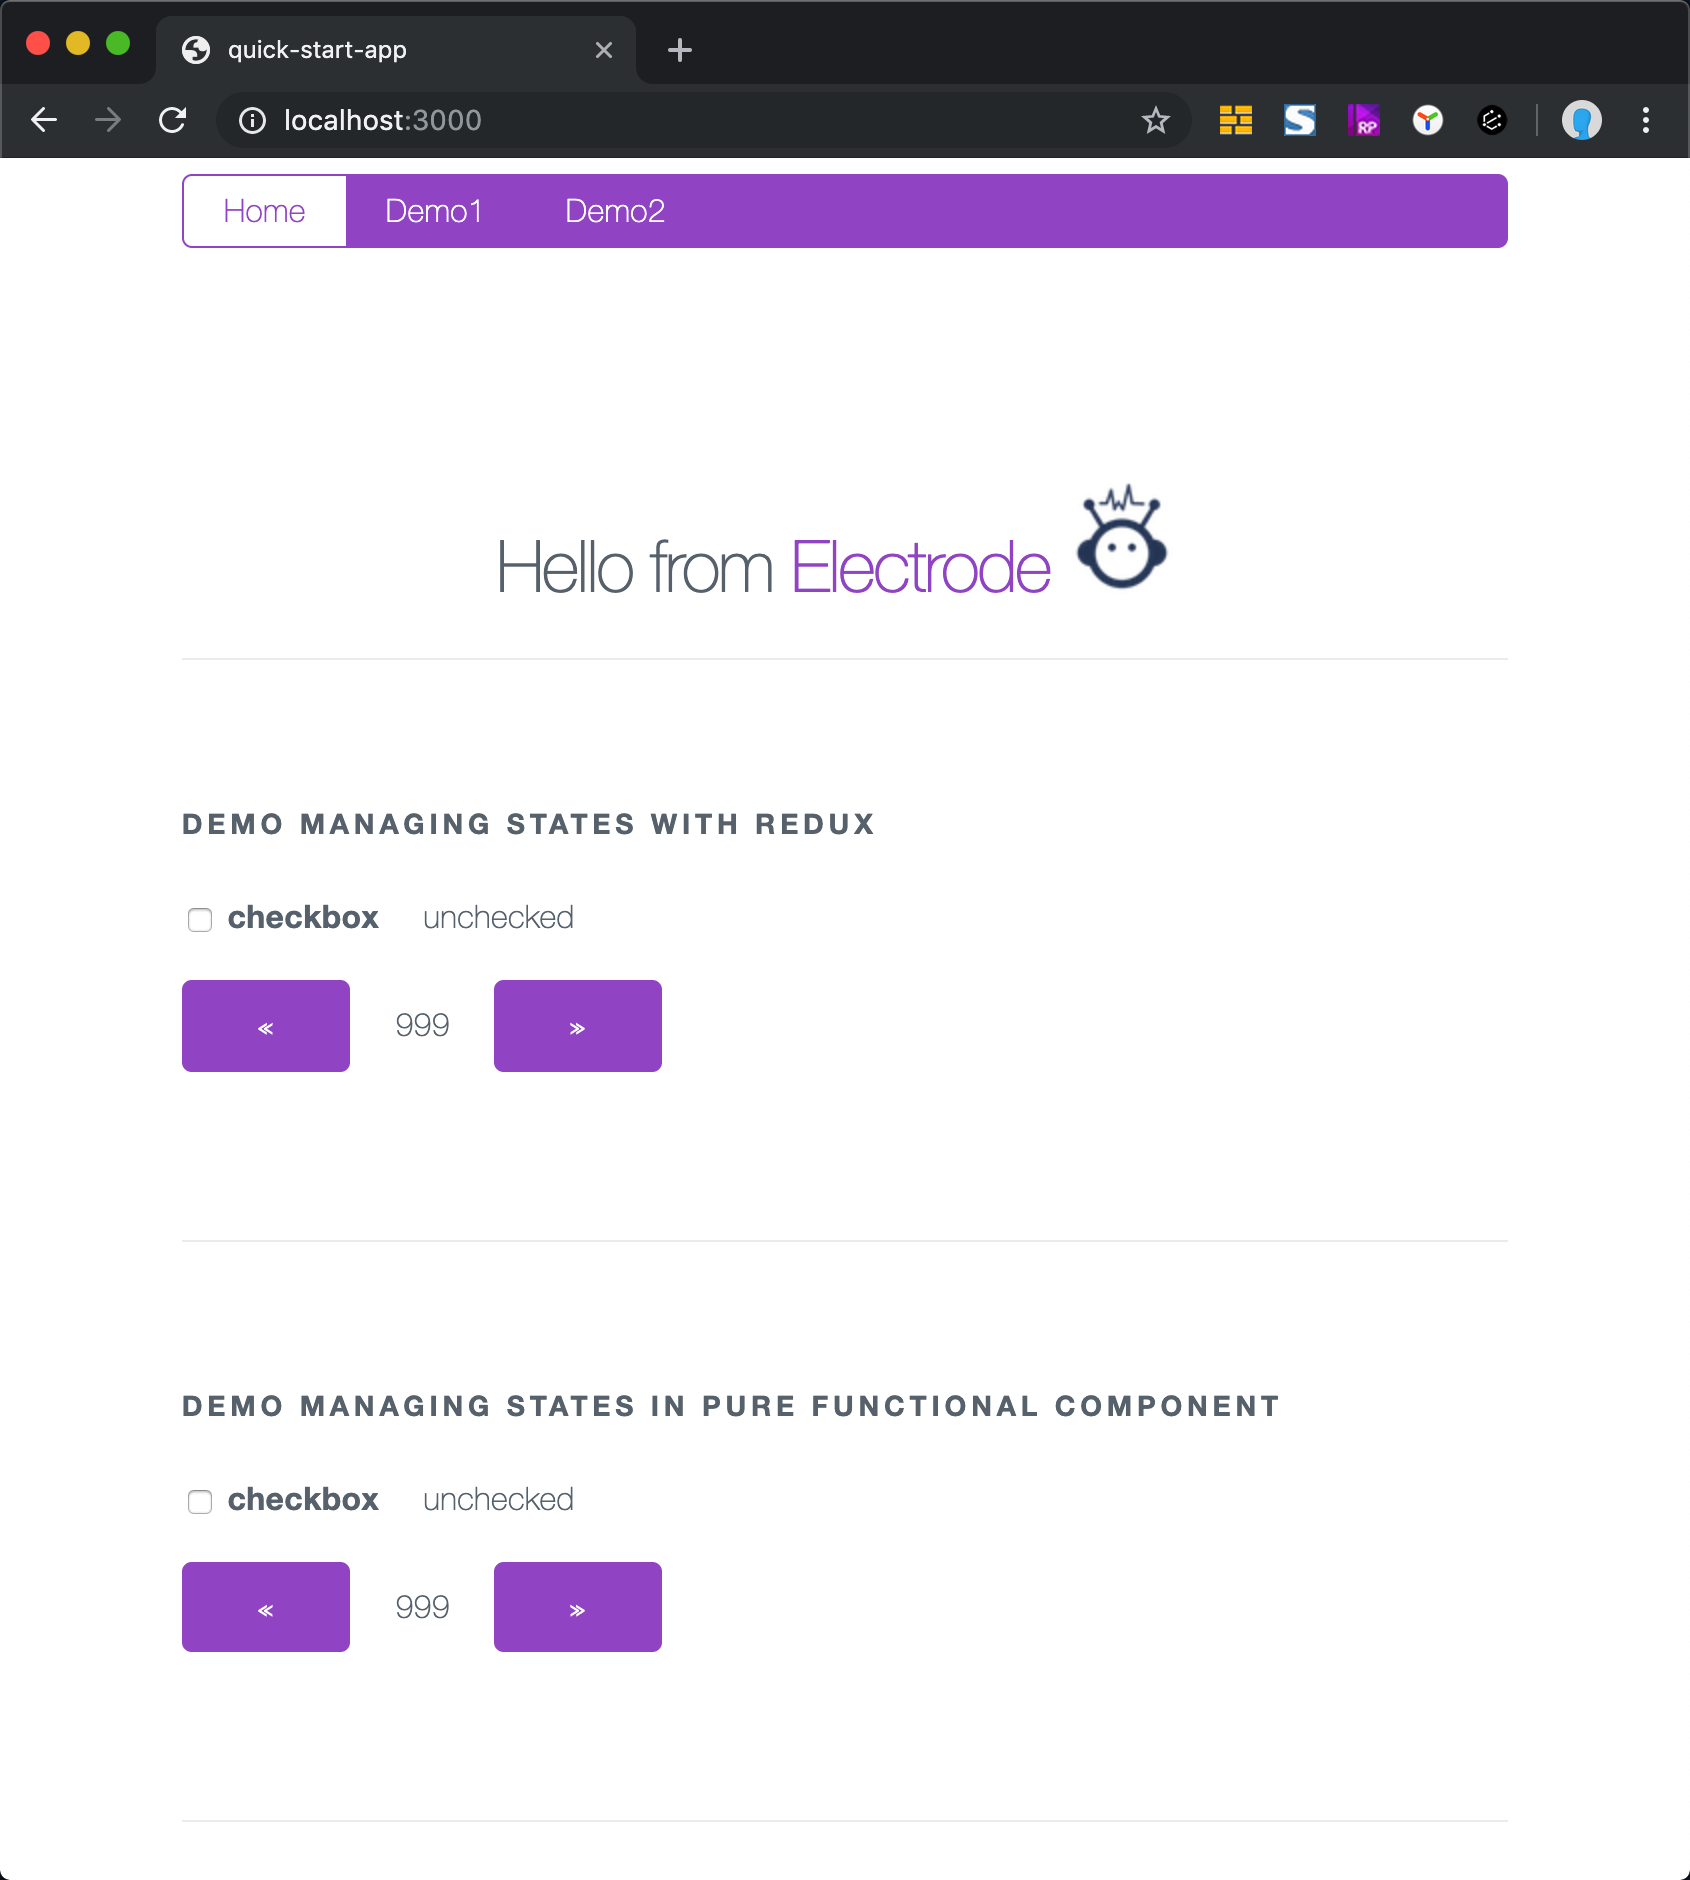 quick-start-app
localhost:3000
RP
Home Demo1 Demo2
Hello from Electrode
DEMO MANAGING STATES WITH REDUX
checkbox unchecked
« 999 »
DEMO MANAGING STATES IN PURE FUNCTIONAL COMPONENT
checkbox unchecked
« 999 »